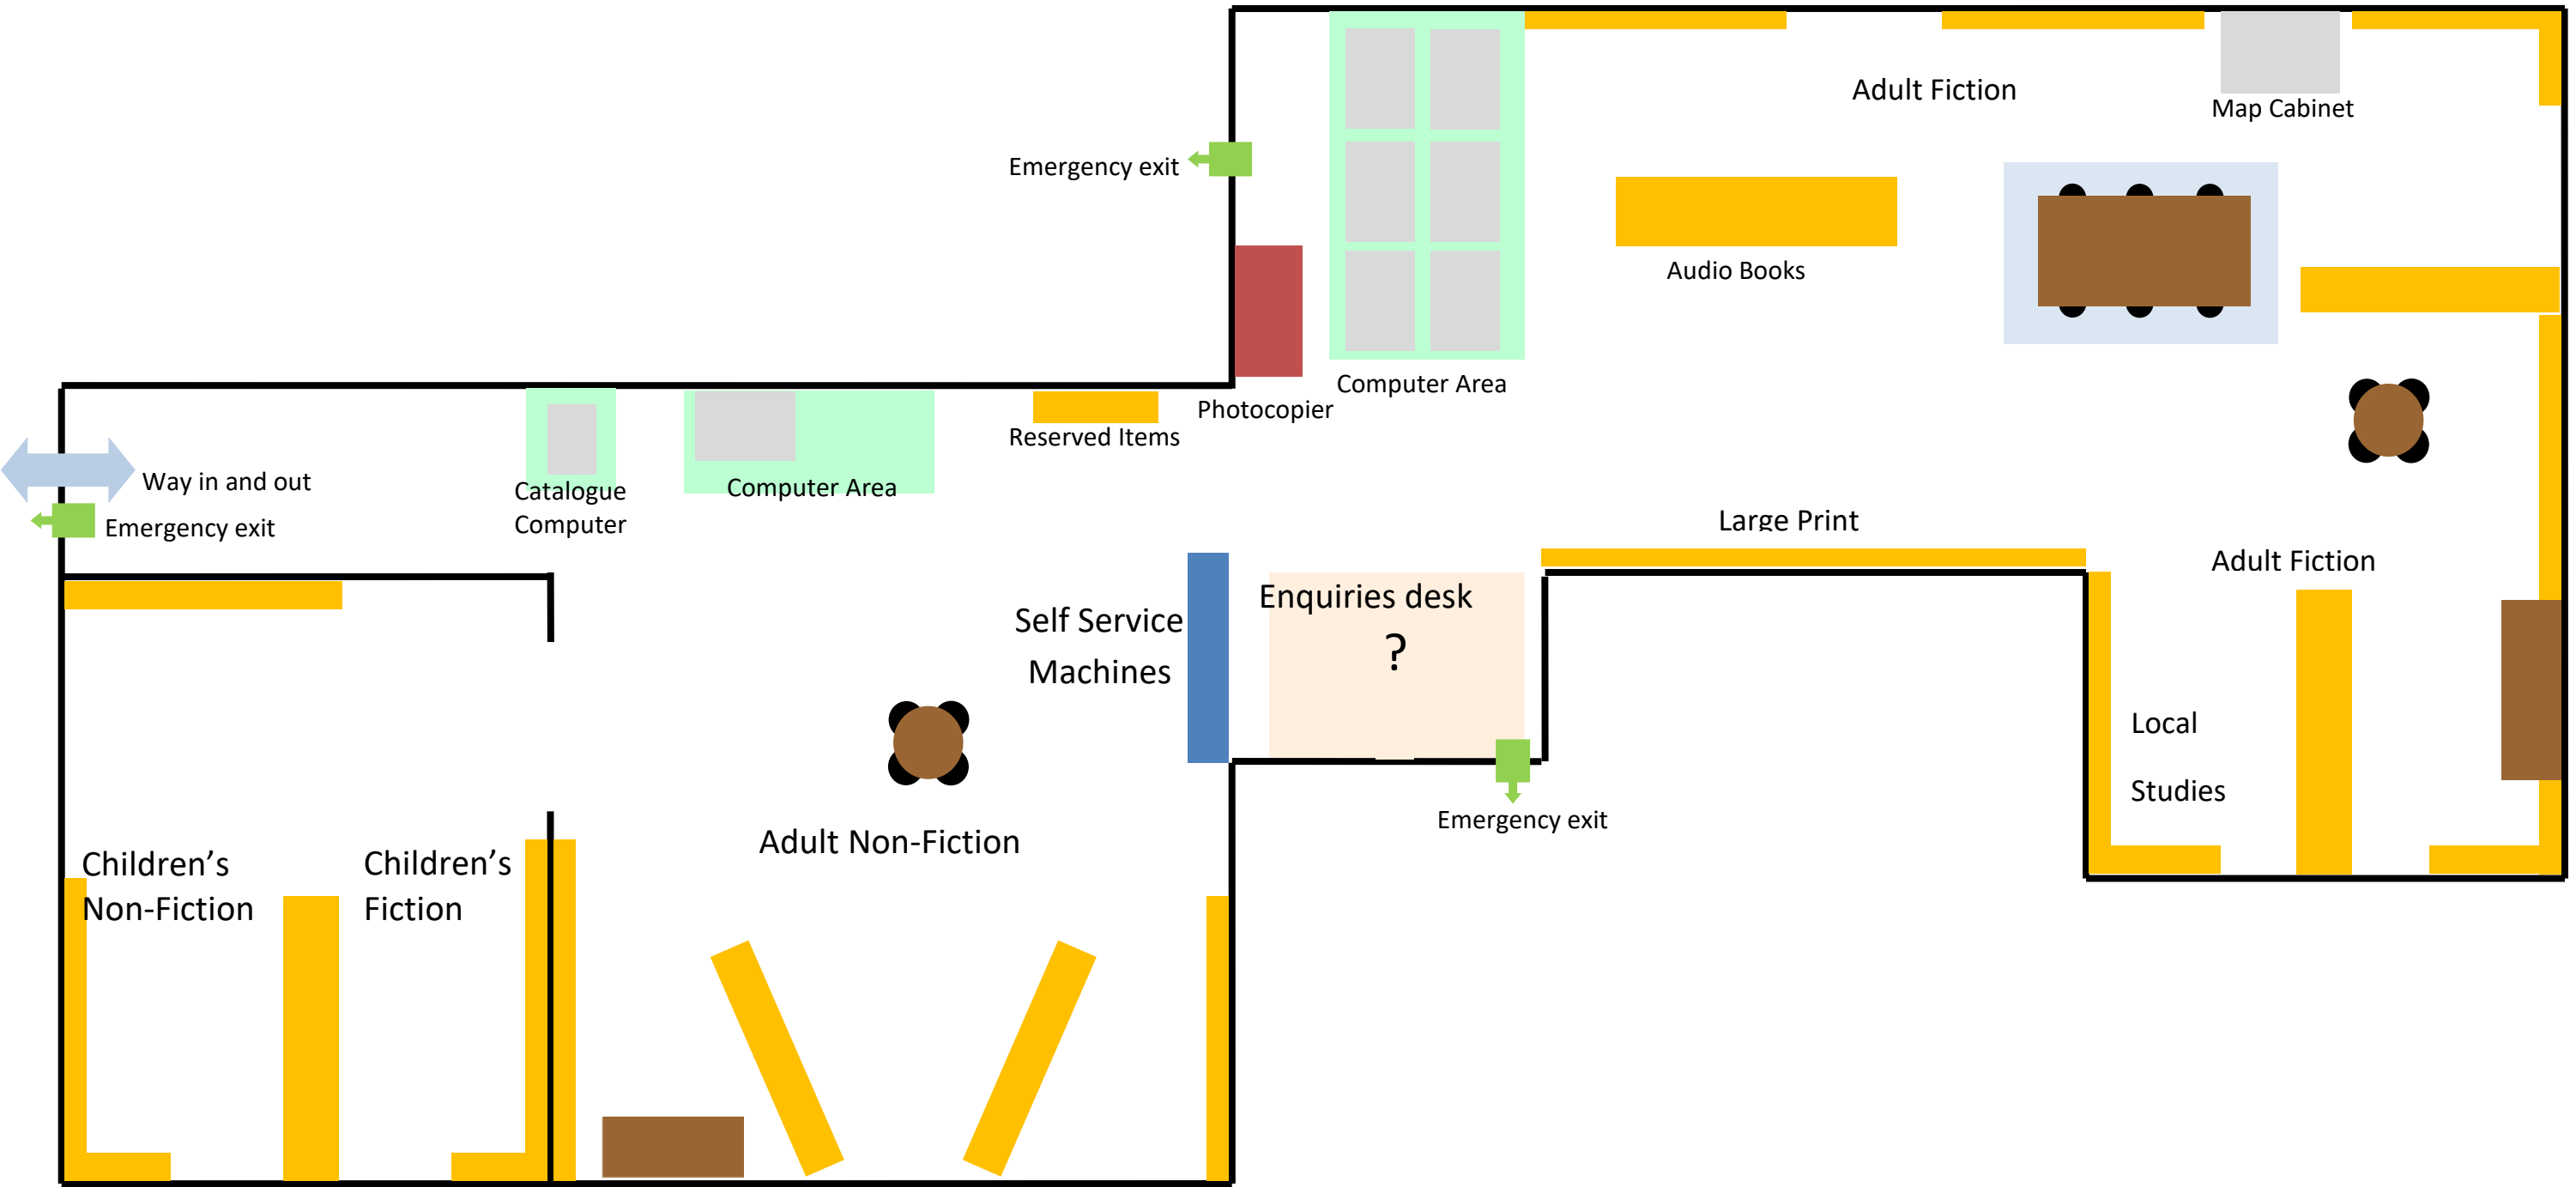 Adult Fiction
Map Cabinet
Emergency exit
Audio Books
Computer Area
Photocopier
Reserved Items
Way in and out
Catalogue
Computer
Computer Area
Emergency exit
Large Print
Adult Fiction
Enquiries desk
?
Self Service
Machines
Local
Studies
Emergency exit
Adult Non-Fiction
Children’s
Non-Fiction
Children’s
Fiction